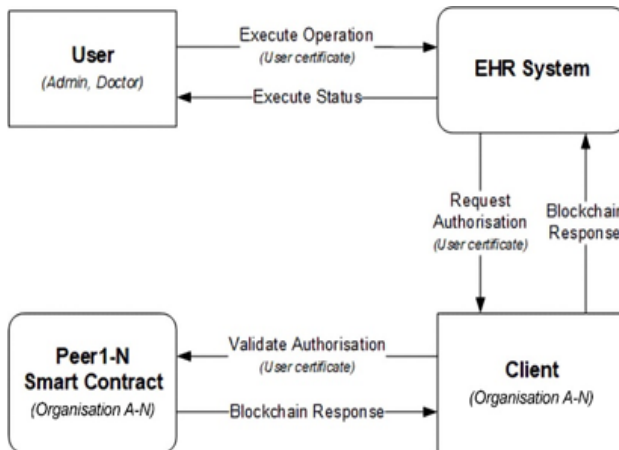 User
(Admin, Doctor)
Execute Operation
(User certificate)
Execute Status
EHR System
Request
Authorisation
(User certificate)
Blockchain
Response
Peer1-N
Smart Contract
(Organisation A-N)
Validate Authorisation
(User certificate)
Blockchain Response
Client
(Organisation A-N)